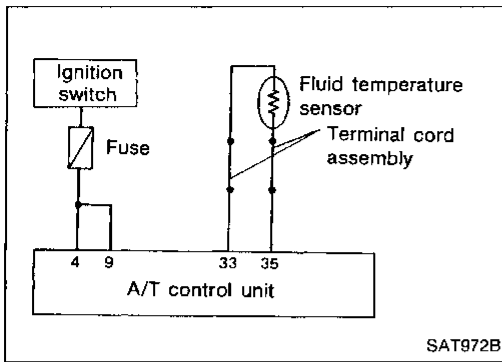 Ignition
switch
Fuse
Fluid temperature
sensor
Terminal cord
assembly
4 9 33 35
A/T control unit
SAT972B